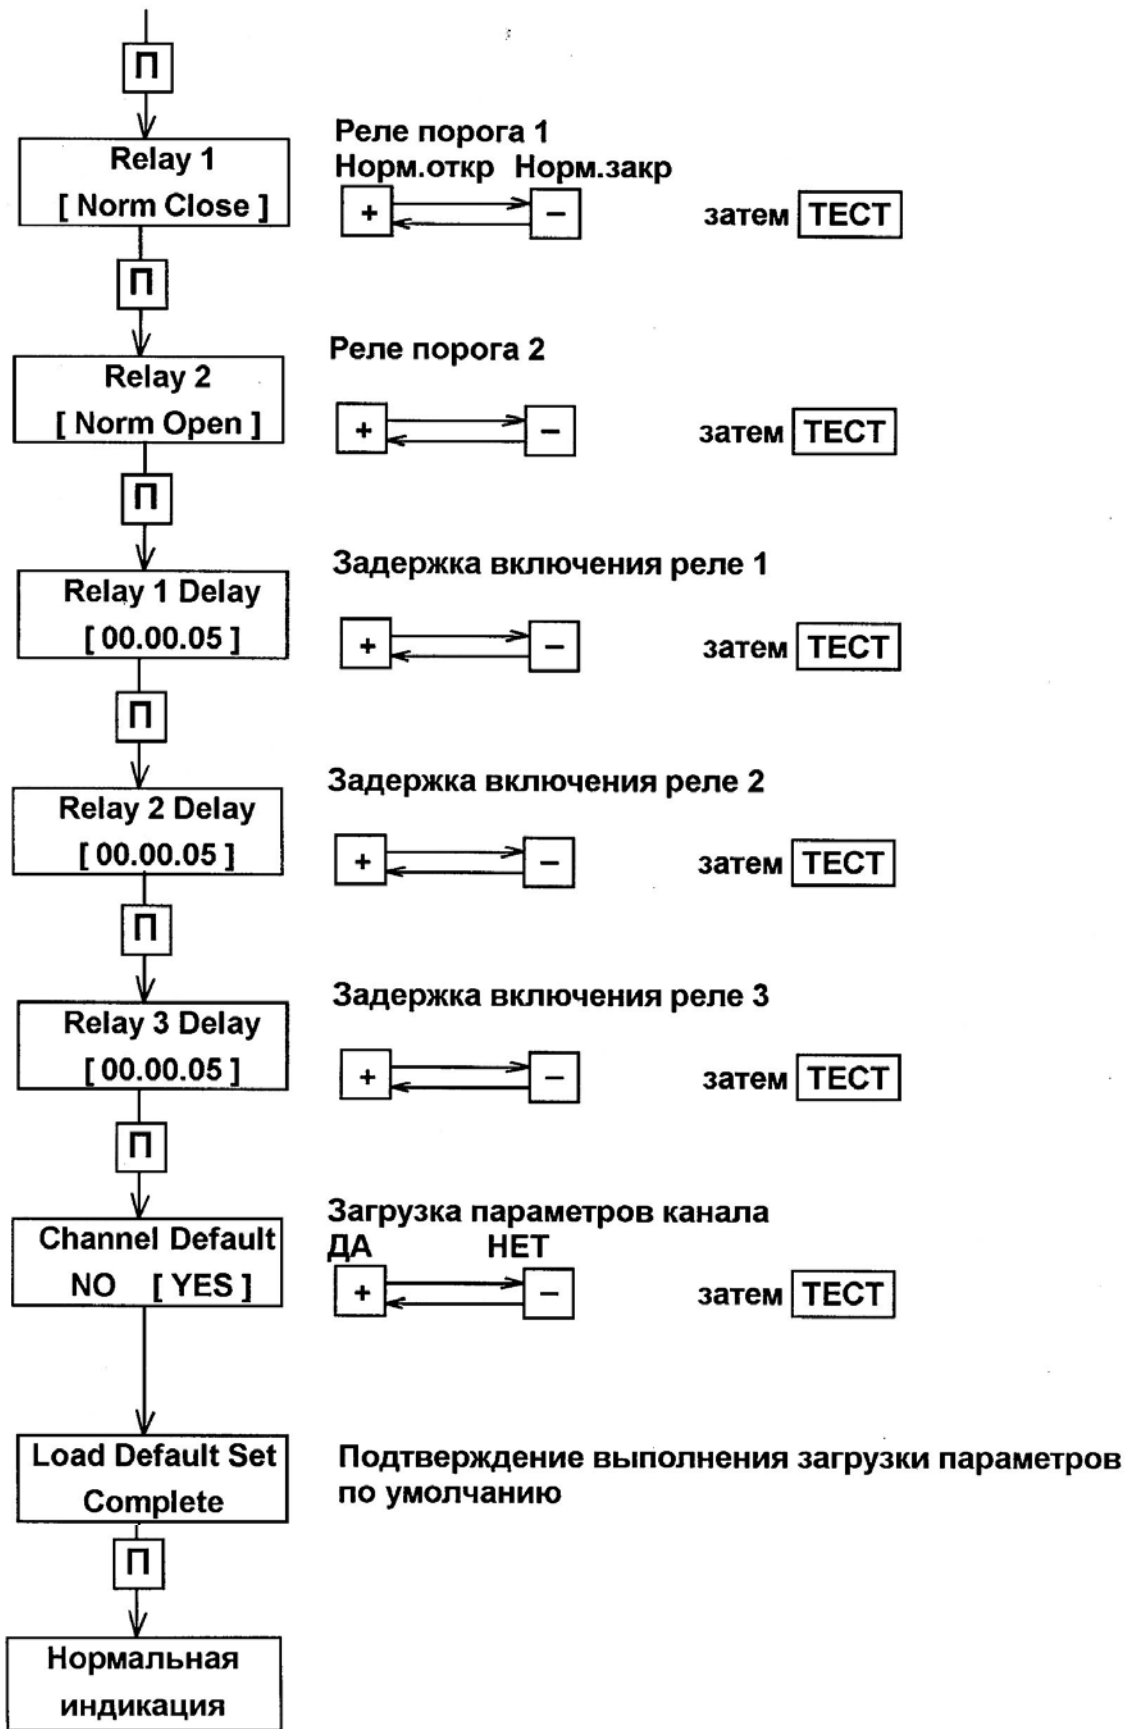 П
Relay 1
[ Norm Close ]
Реле порога 1
Норм.откр Норм.закр
+ − затем ТЕСТ
П
Relay 2
[ Norm Open ]
Реле порога 2
+ − затем ТЕСТ
П
Relay 1 Delay
[ 00.00.05 ]
Задержка включения реле 1
+ − затем ТЕСТ
П
Relay 2 Delay
[ 00.00.05 ]
Задержка включения реле 2
+ − затем ТЕСТ
П
Relay 3 Delay
[ 00.00.05 ]
Задержка включения реле 3
+ − затем ТЕСТ
П
Channel Default
NO [ YES ]
Загрузка параметров канала
ДА НЕТ
+ − затем ТЕСТ
Load Default Set
Complete
Подтверждение выполнения загрузки параметров
по умолчанию
П
Нормальная
индикация